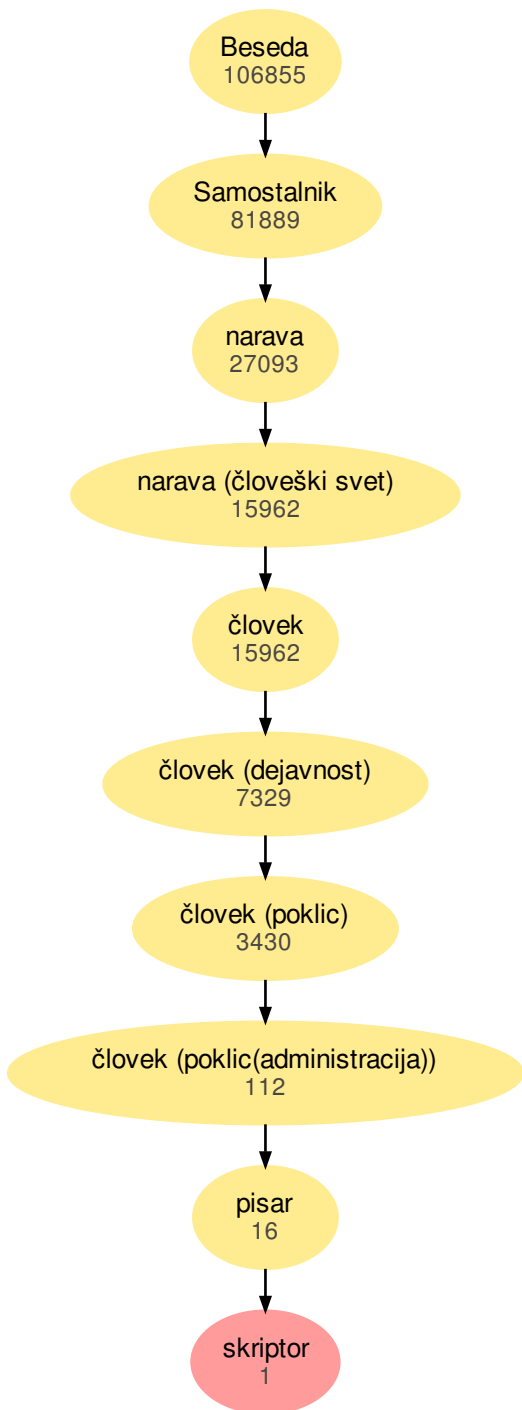 Beseda
106855
Samostalnik
81889
narava
27093
narava (človeški svet)
15962
človek
15962
človek (dejavnost)
7329
človek (poklic)
3430
človek (poklic(administracija))
112
pisar
16
skriptor
1